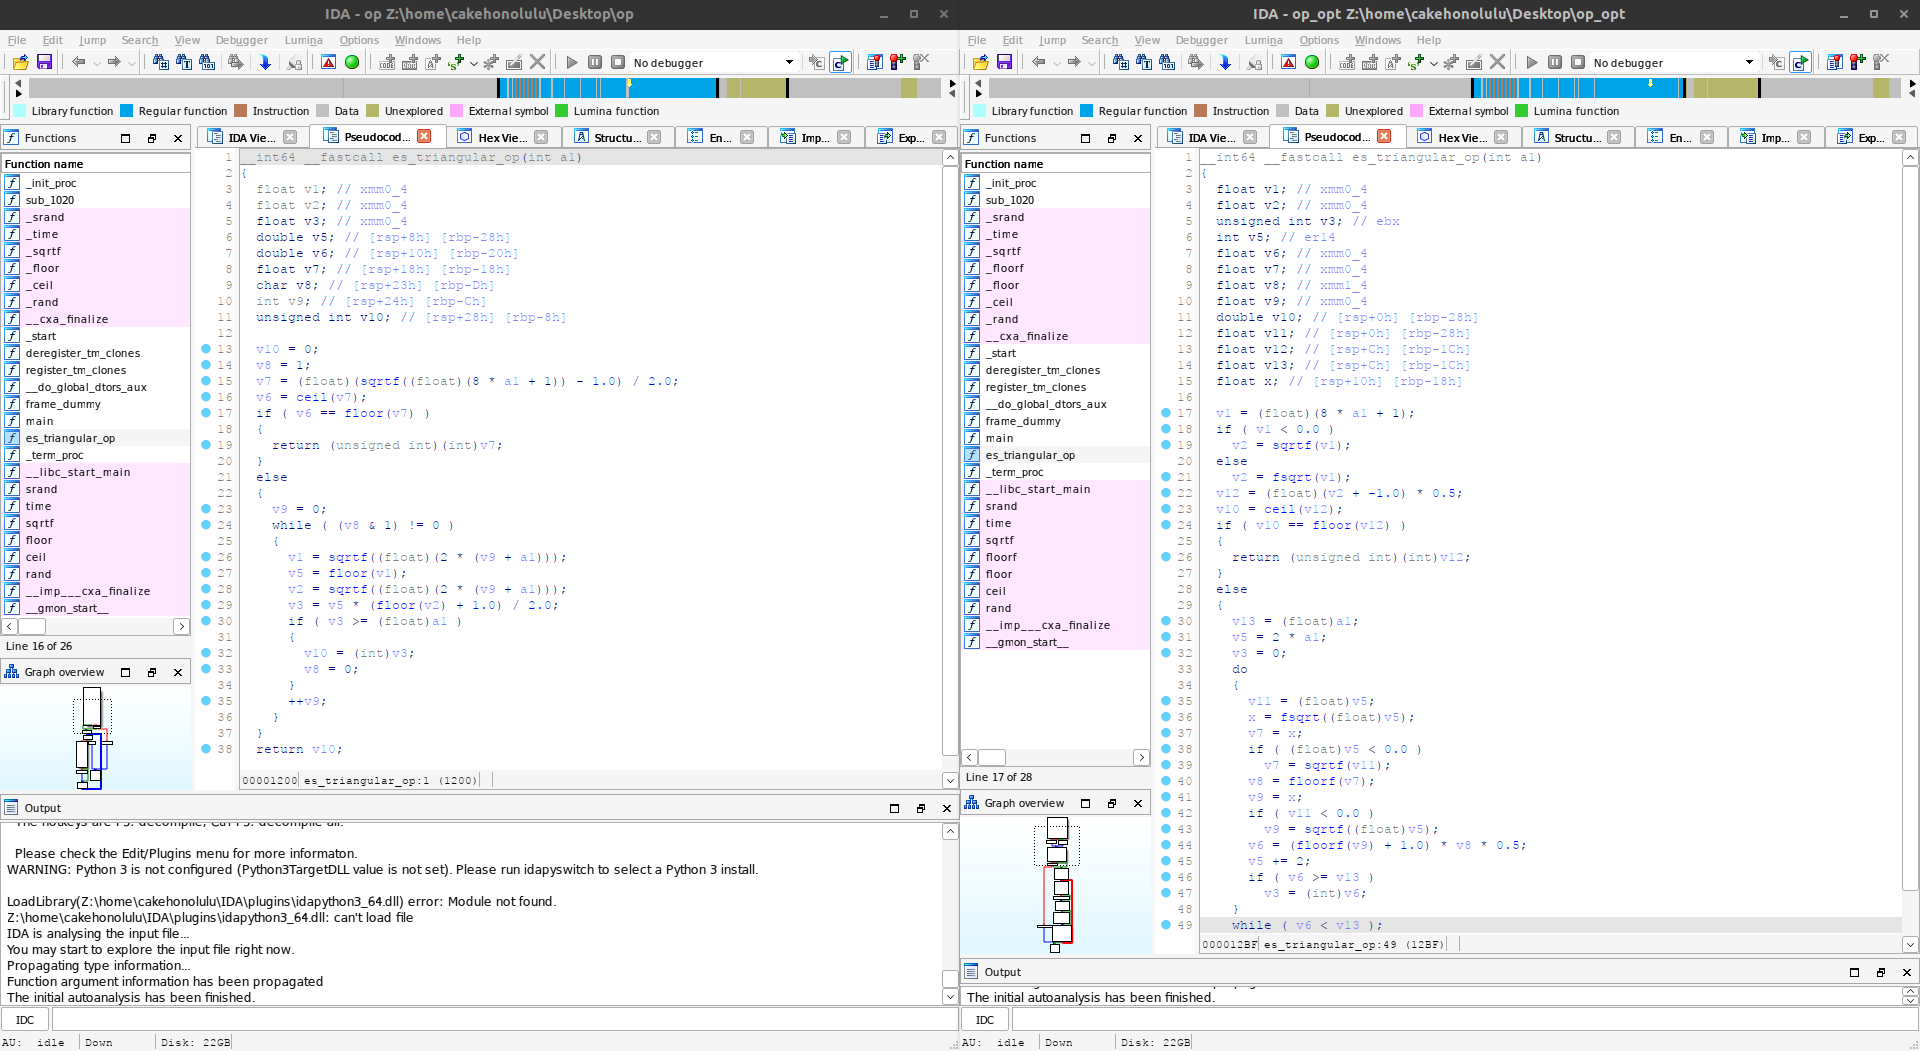 IDA - op Z:\home\cakehonolulu\Desktop\op
File Edit Jump Search View Debugger Lumina Options Windows Help
No debugger
Library function Regular function Instruction Data Unexplored External symbol Lumina function
Functions
IDA Vie... Pseudocod... Hex Vie... Structu... En... Imp... Exp...
Function name
_init_proc
sub_1020
_srand
_time
_sqrtf
_floor
_ceil
_rand
__cxa_finalize
_start
deregister_tm_clones
register_tm_clones
__do_global_dtors_aux
frame_dummy
main
es_triangular_op
_term_proc
__libc_start_main
srand
time
sqrtf
floor
ceil
rand
__imp___cxa_finalize
__gmon_start__
Line 16 of 26
Graph overview
1 __int64 __fastcall es_triangular_op(int a1)
2 {
3 float v1; // xmm0_4
4 float v2; // xmm0_4
5 float v3; // xmm0_4
6 double v5; // [rsp+8h] [rbp-28h]
7 double v6; // [rsp+10h] [rbp-20h]
8 float v7; // [rsp+18h] [rbp-18h]
9 char v8; // [rsp+23h] [rbp-Dh]
10 int v9; // [rsp+24h] [rbp-Ch]
11 unsigned int v10; // [rsp+28h] [rbp-8h]
12
13 v10 = 0;
14 v8 = 1;
15 v7 = (float)(sqrtf((float)(8 * a1 + 1)) - 1.0) / 2.0;
16 v6 = ceil(v7);
17 if ( v6 == floor(v7) )
18 {
19 return (unsigned int)(int)v7;
20 }
21 else
22 {
23 v9 = 0;
24 while ( (v8 & 1) != 0 )
25 {
26 v1 = sqrtf((float)(2 * (v9 + a1)));
27 v5 = floor(v1);
28 v2 = sqrtf((float)(2 * (v9 + a1)));
29 v3 = v5 * (floor(v2) + 1.0) / 2.0;
30 if ( v3 >= (float)a1 )
31 {
32 v10 = (int)v3;
33 v8 = 0;
34 }
35 ++v9;
36 }
37 }
38 return v10;
00001200 es_triangular_op:1 (1200)
Output
The hotkeys are F5: decompile, Ctrl-F5: decompile all.
Please check the Edit/Plugins menu for more informaton.
WARNING: Python 3 is not configured (Python3TargetDLL value is not set). Please run idapyswitch to select a Python 3 install.
LoadLibrary(Z:\home\cakehonolulu\IDA\plugins\idapython3_64.dll) error: Module not found.
Z:\home\cakehonolulu\IDA\plugins\idapython3_64.dll: can't load file
IDA is analysing the input file...
You may start to explore the input file right now.
Propagating type information...
Function argument information has been propagated
The initial autoanalysis has been finished.
IDC
AU: idle Down Disk: 22GB
IDA - op_opt Z:\home\cakehonolulu\Desktop\op_opt
File Edit Jump Search View Debugger Lumina Options Windows Help
No debugger
Library function Regular function Instruction Data Unexplored External symbol Lumina function
Functions
IDA Vie... Pseudocod... Hex Vie... Structu... En... Imp... Exp...
Function name
_init_proc
sub_1020
_srand
_time
_sqrtf
_floorf
_floor
_ceil
_rand
__cxa_finalize
_start
deregister_tm_clones
register_tm_clones
__do_global_dtors_aux
frame_dummy
main
es_triangular_op
_term_proc
__libc_start_main
srand
time
sqrtf
floorf
floor
ceil
rand
__imp___cxa_finalize
__gmon_start__
Line 17 of 28
Graph overview
1 __int64 __fastcall es_triangular_op(int a1)
2 {
3 float v1; // xmm0_4
4 float v2; // xmm0_4
5 unsigned int v3; // ebx
6 int v5; // er14
7 float v6; // xmm0_4
8 float v7; // xmm0_4
9 float v8; // xmm1_4
10 float v9; // xmm0_4
11 double v10; // [rsp+0h] [rbp-28h]
12 float v11; // [rsp+0h] [rbp-28h]
13 float v12; // [rsp+Ch] [rbp-1Ch]
14 float v13; // [rsp+Ch] [rbp-1Ch]
15 float x; // [rsp+10h] [rbp-18h]
16
17 v1 = (float)(8 * a1 + 1);
18 if ( v1 < 0.0 )
19 v2 = sqrtf(v1);
20 else
21 v2 = fsqrt(v1);
22 v12 = (float)(v2 + -1.0) * 0.5;
23 v10 = ceil(v12);
24 if ( v10 == floor(v12) )
25 {
26 return (unsigned int)(int)v12;
27 }
28 else
29 {
30 v13 = (float)a1;
31 v5 = 2 * a1;
32 v3 = 0;
33 do
34 {
35 v11 = (float)v5;
36 x = fsqrt((float)v5);
37 v7 = x;
38 if ( (float)v5 < 0.0 )
39 v7 = sqrtf(v11);
40 v8 = floorf(v7);
41 v9 = x;
42 if ( v11 < 0.0 )
43 v9 = sqrtf((float)v5);
44 v6 = (floorf(v9) + 1.0) * v8 * 0.5;
45 v5 += 2;
46 if ( v6 >= v13 )
47 v3 = (int)v6;
48 }
49 while ( v6 < v13 );
000012BF es_triangular_op:49 (12BF)
Output
The initial autoanalysis has been finished.
IDC
AU: idle Down Disk: 22GB